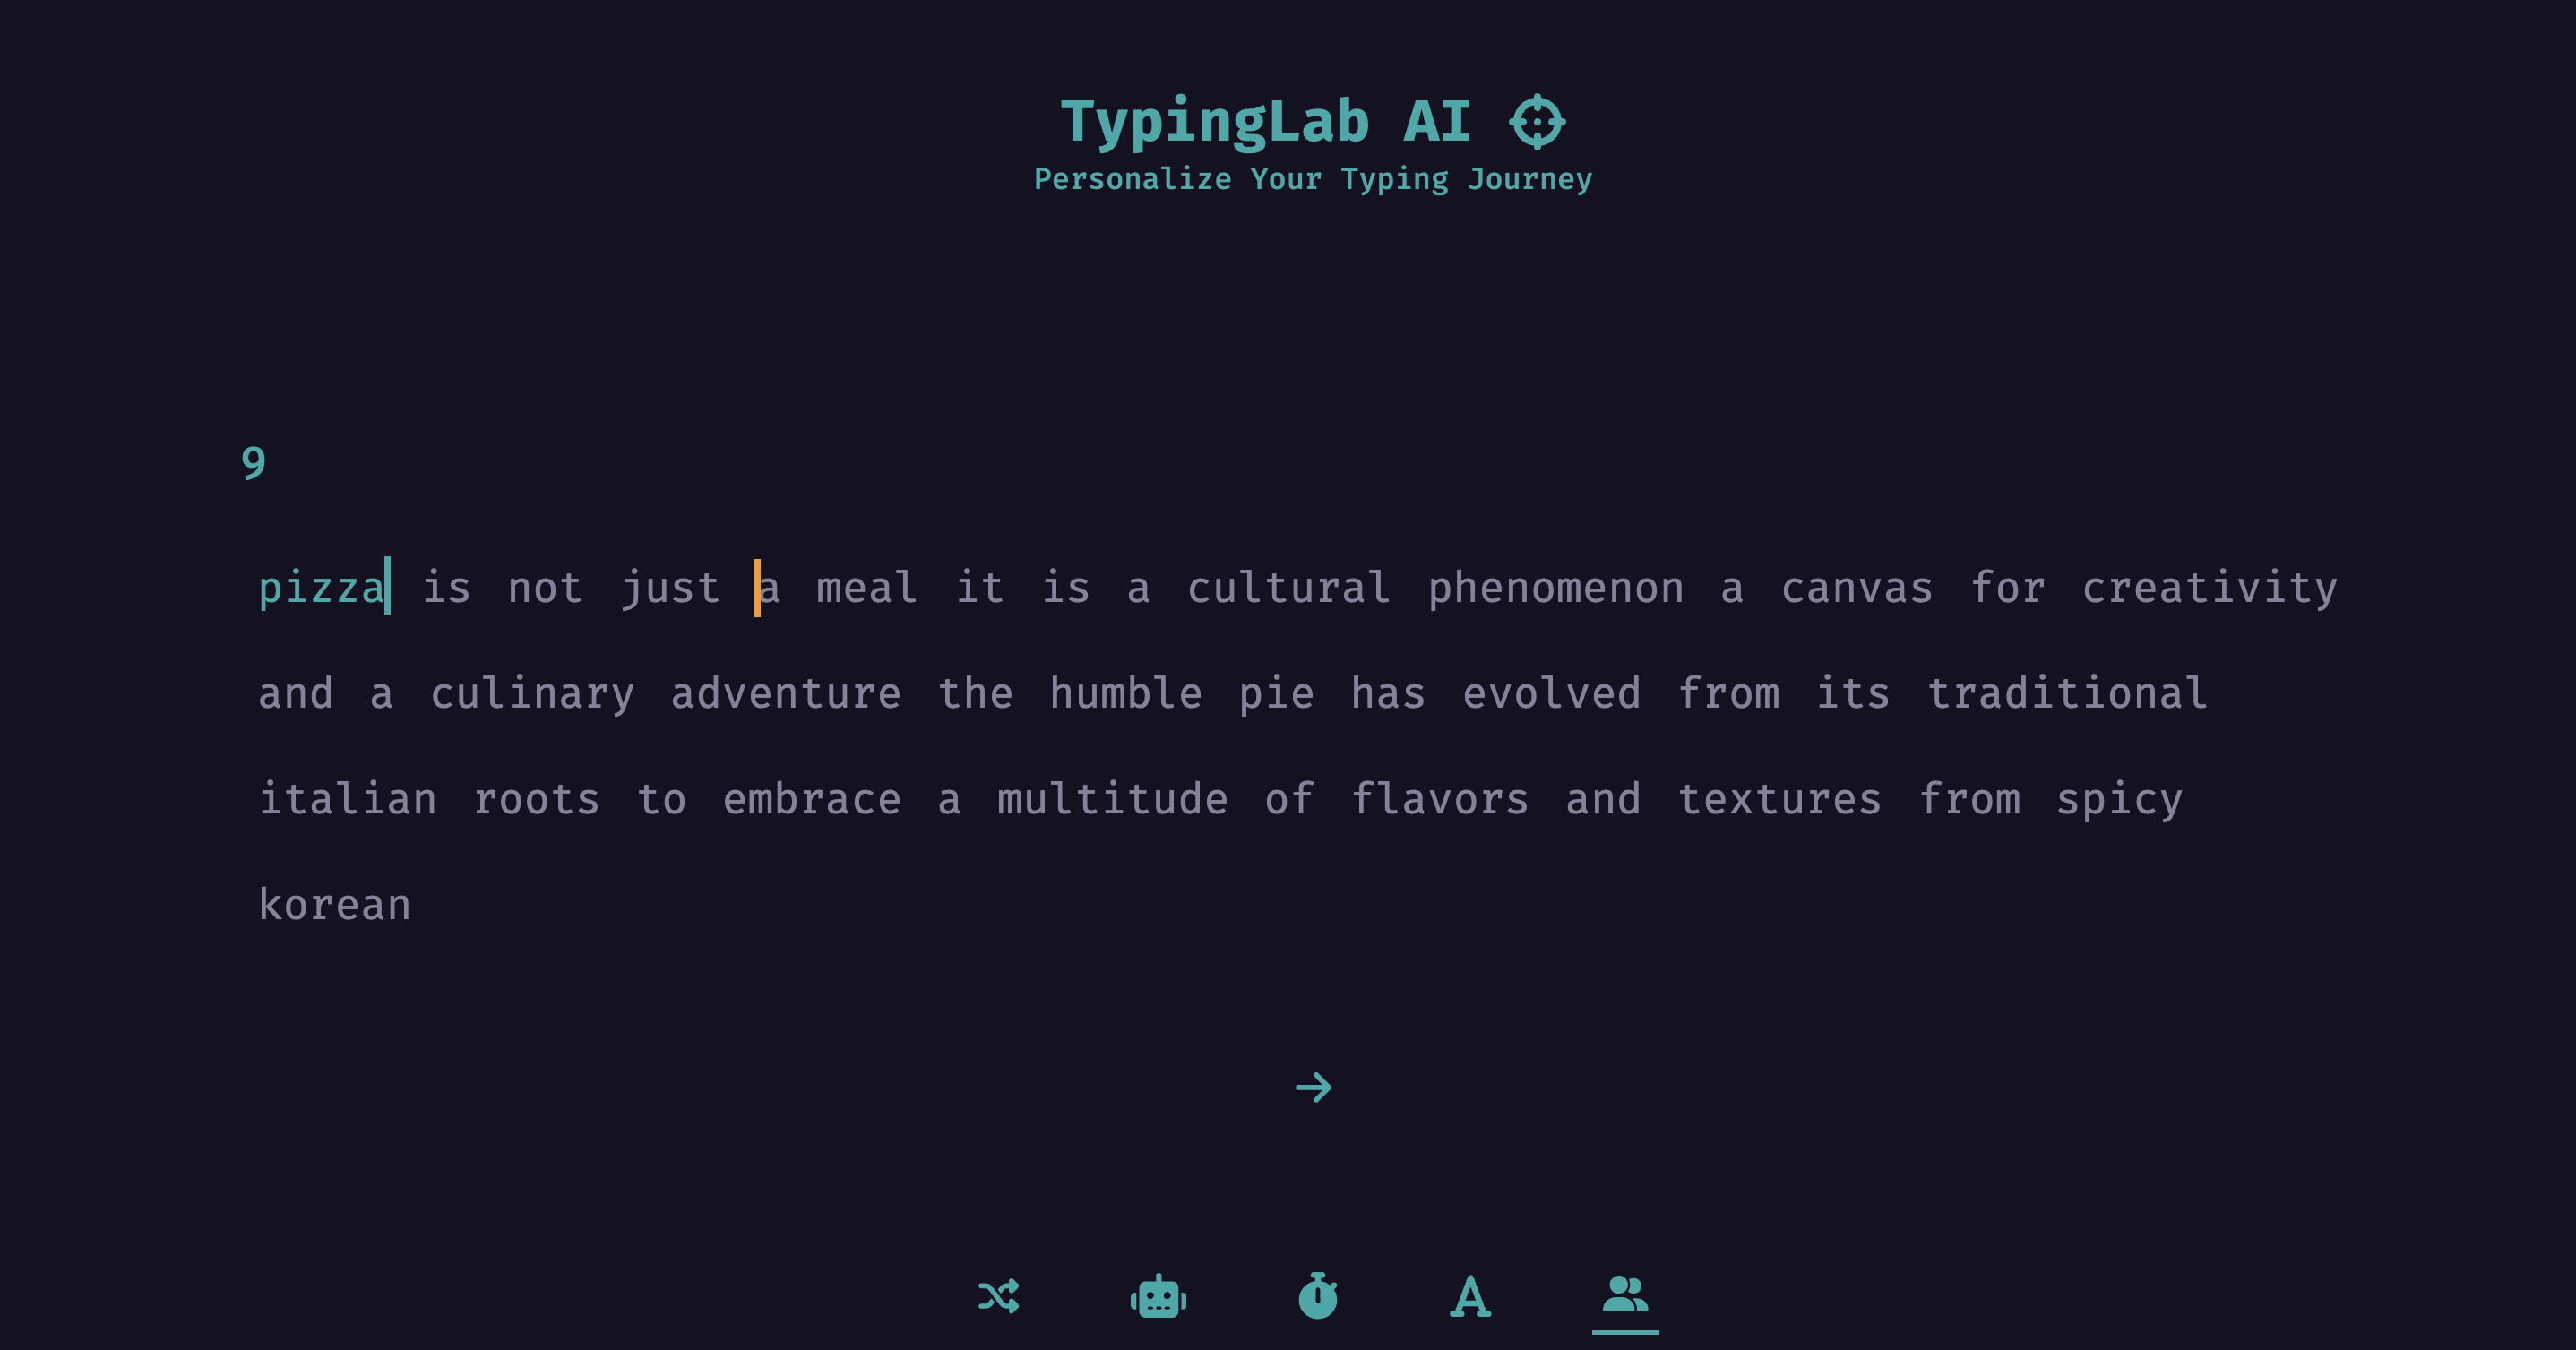 TypingLab AI
Personalize Your Typing Journey
9
pizza is not just a meal it is a cultural phenomenon a canvas for creativity
and a culinary adventure the humble pie has evolved from its traditional
italian roots to embrace a multitude of flavors and textures from spicy
korean